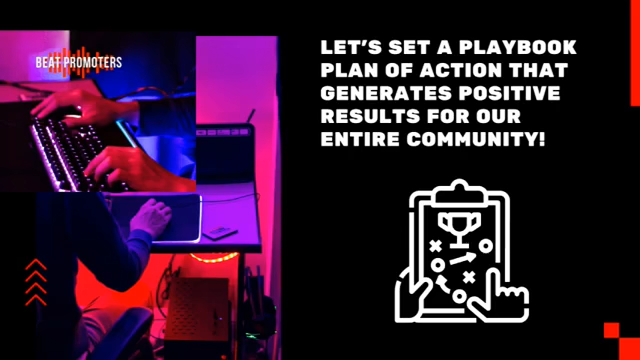 BEAT PROMOTERS
LET'S SET A PLAYBOOK
PLAN OF ACTION THAT
GENERATES POSITIVE
RESULTS FOR OUR
ENTIRE COMMUNITY!